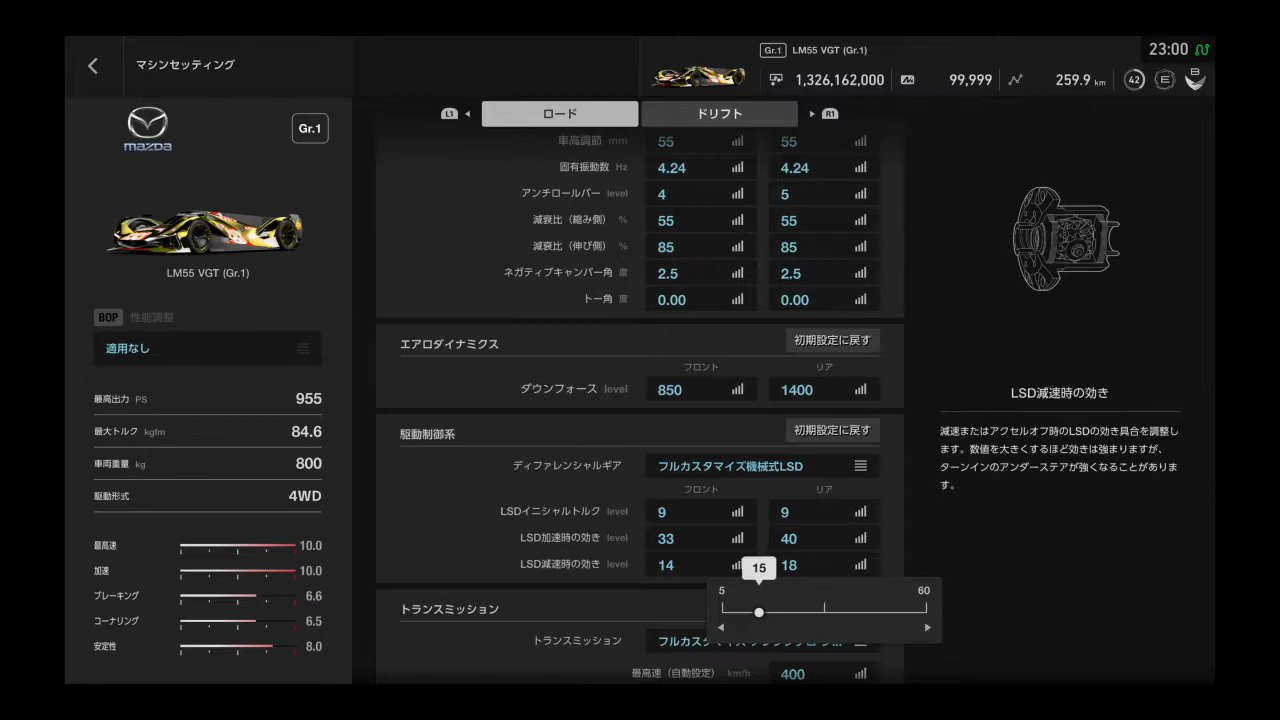 マシンセッティング
Gr.1 LM55 VGT (Gr.1)
23:00
1,326,162,000 99,999 259.9 km 42 E B
mazda
Gr.1
LM55 VGT (Gr.1)
BOP 性能調整
適用なし
最高出力 PS 955
最大トルク kgfm 84.6
車両重量 kg 800
駆動形式 4WD
最高速 10.0
加速 10.0
ブレーキング 6.6
コーナリング 6.5
安定性 8.0
L1 ロード ドリフト R1
車高調節 mm 55 55
固有振動数 Hz 4.24 4.24
アンチロールバー level 4 5
減衰比（縮み側） % 55 55
減衰比（伸び側） % 85 85
ネガティブキャンバー角 度 2.5 2.5
トー角 度 0.00 0.00
エアロダイナミクス 初期設定に戻す
フロント リア
ダウンフォース level 850 1400
駆動制御系 初期設定に戻す
ディファレンシャルギア フルカスタマイズ機械式LSD
フロント リア
LSDイニシャルトルク level 9 9
LSD加速時の効き level 33 40
LSD減速時の効き level 14 18
15
5 60
トランスミッション
トランスミッション フルカスタ
最高速（自動設定） km/h 400
LSD減速時の効き
減速またはアクセルオフ時のLSDの効き具合を調整し
ます。数値を大きくするほど効きは強まりますが、
ターンインのアンダーステアが強くなることがありま
す。